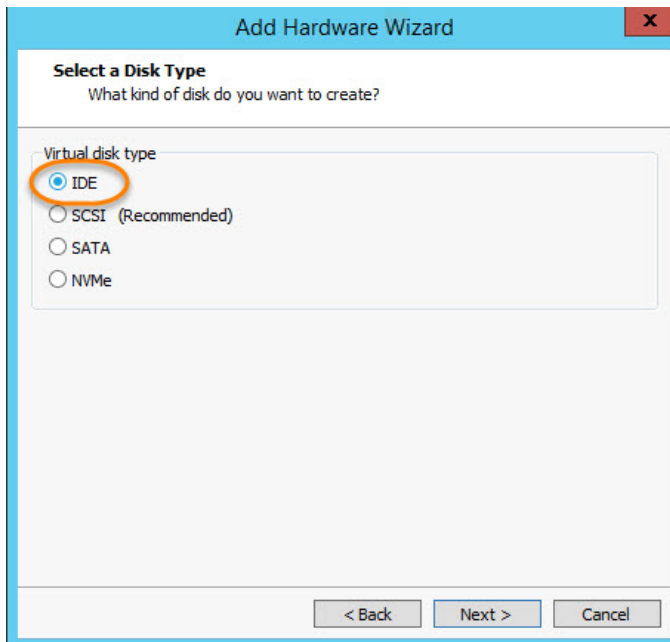 Add Hardware Wizard
x
Select a Disk Type
What kind of disk do you want to create?
Virtual disk type
IDE
SCSI (Recommended)
SATA
NVMe
< Back
Next >
Cancel